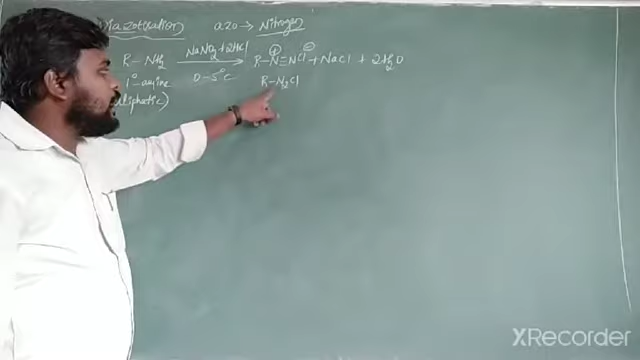 Diazotisation azo → Nitrogen
R-NH2 NaNO2+2HCl R-N≡NCl + NaCl + 2H2O
⊕ ⊖
0-5°C
1°-amine R-N2Cl
(aliphatic)
XRecorder